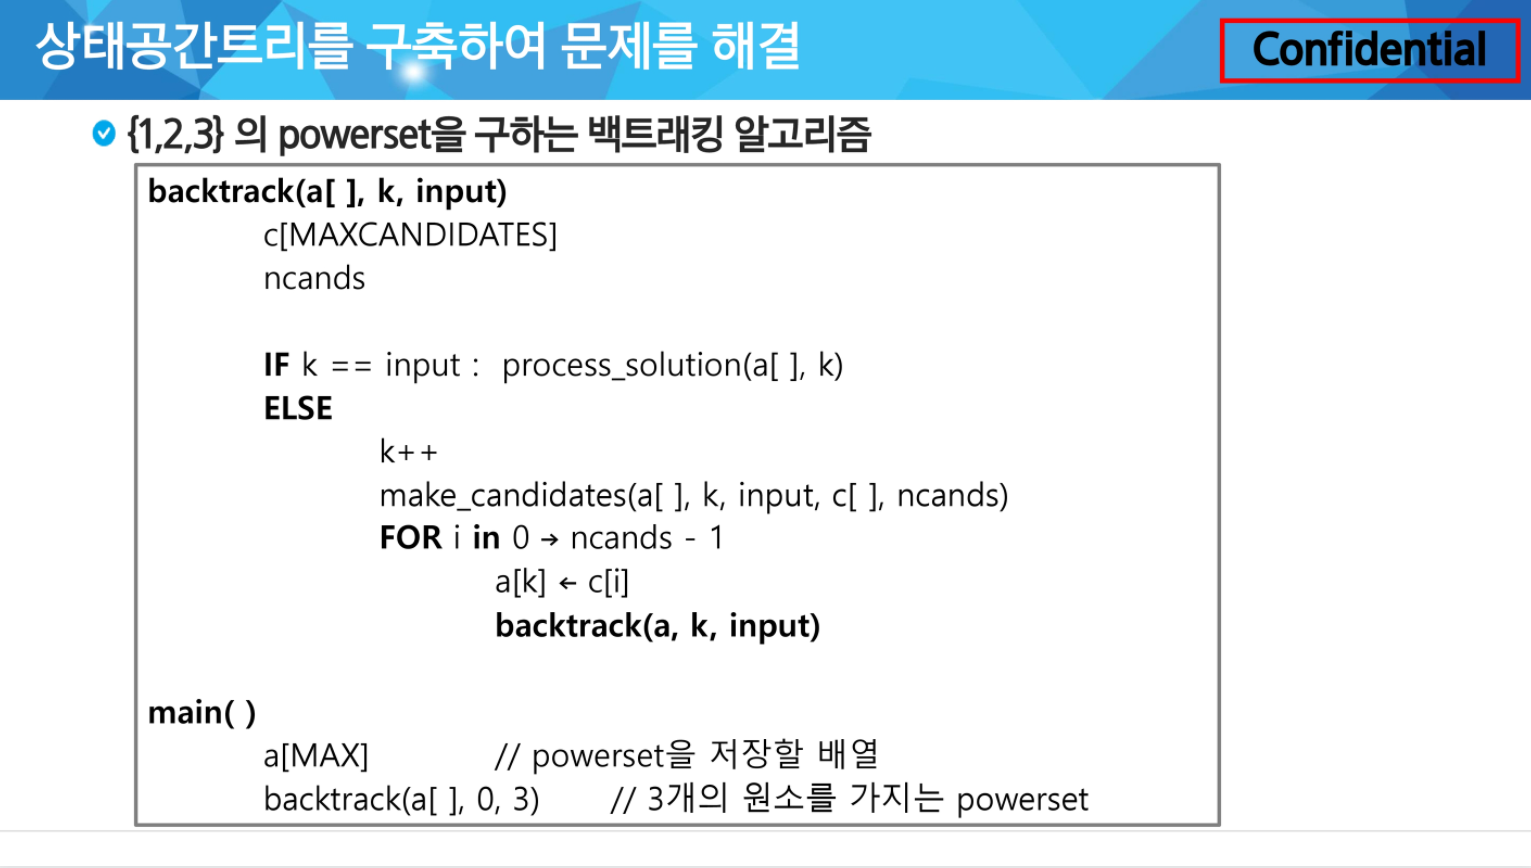 상태공간트리를 구축하여 문제를 해결
Confidential
{1,2,3} 의 powerset을 구하는 백트래킹 알고리즘
backtrack(a[ ], k, input)
c[MAXCANDIDATES]
ncands
IF k == input : process_solution(a[ ], k)
ELSE
k++
make_candidates(a[ ], k, input, c[ ], ncands)
FOR i in 0 → ncands - 1
a[k] ← c[i]
backtrack(a, k, input)
main( )
a[MAX] // powerset을 저장할 배열
backtrack(a[ ], 0, 3) // 3개의 원소를 가지는 powerset